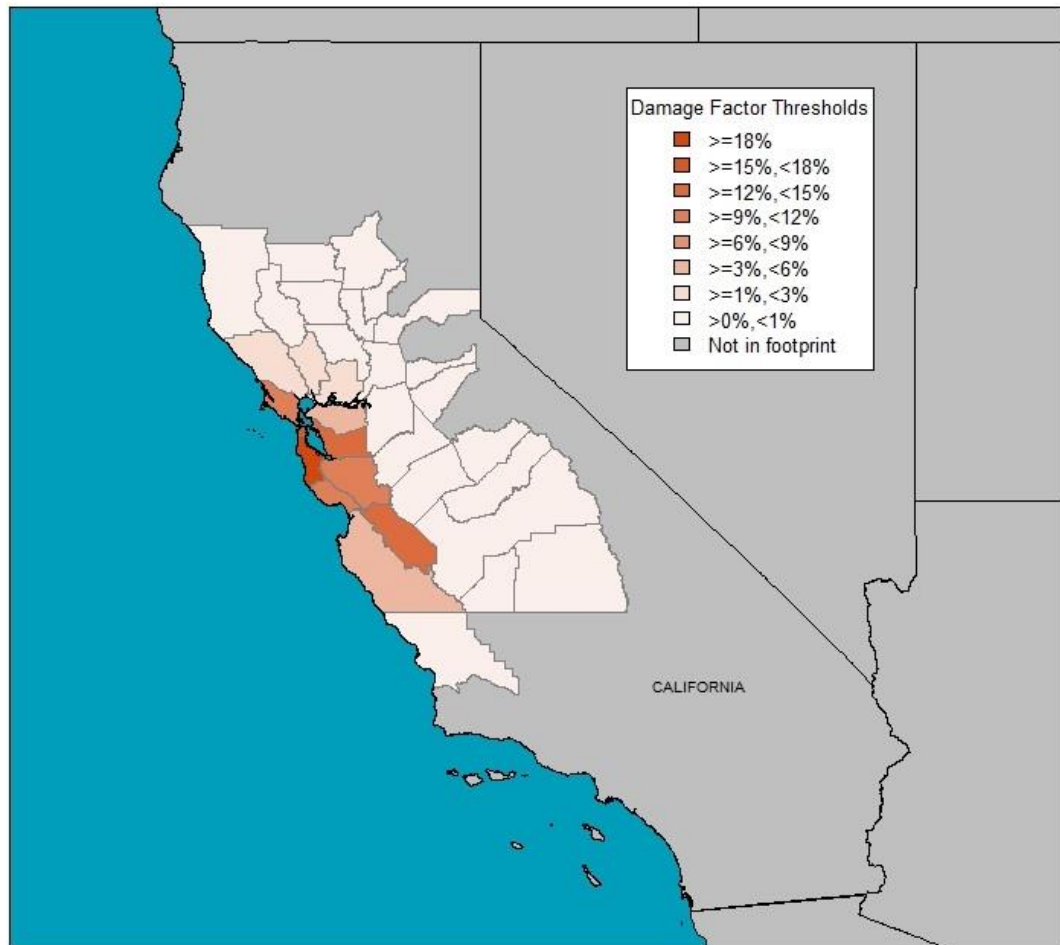 Damage Factor Thresholds
>=18%
>=15%,<18%
>=12%,<15%
>=9%,<12%
>=6%,<9%
>=3%,<6%
>=1%,<3%
>0%,<1%
Not in footprint
CALIFORNIA